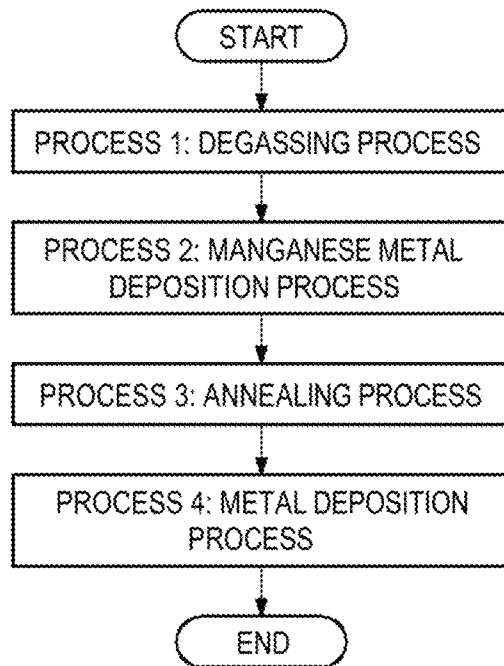 START
PROCESS 1: DEGASSING PROCESS
PROCESS 2: MANGANESE METAL
DEPOSITION PROCESS
PROCESS 3: ANNEALING PROCESS
PROCESS 4: METAL DEPOSITION
PROCESS
END